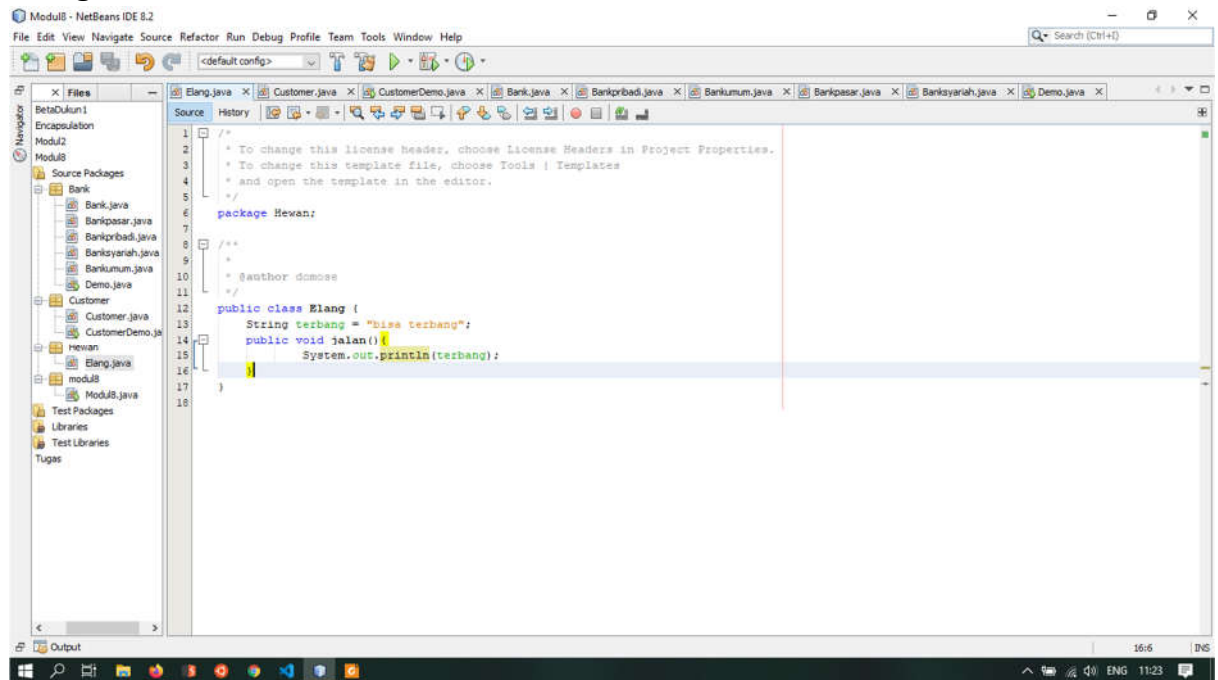 Modul8 - NetBeans IDE 8.2
File Edit View Navigate Source Refactor Run Debug Profile Team Tools Window Help
Search (Ctrl+I)
<default config>
Files
Elang.java Customer.java CustomerDemo.java Bank.java Bankpribadi.java Bankumum.java Bankpasar.java Banksyariah.java Demo.java
Navigator
BetaDukun1
Encapsulation
Modul2
Modul8
Source Packages
Bank
Bank.java
Bankpasar.java
Bankpribadi.java
Banksyariah.java
Bankumum.java
Demo.java
Customer
Customer.java
CustomerDemo.ja
Hewan
Elang.java
modul8
Modul8.java
Test Packages
Libraries
Test Libraries
Tugas
Source History
1 /*
2 * To change this license header, choose License Headers in Project Properties.
3 * To change this template file, choose Tools | Templates
4 * and open the template in the editor.
5 */
6 package Hewan;
7
8 /**
9 *
10 * @author domose
11 */
12 public class Elang {
13 String terbang = "bisa terbang";
14 public void jalan(){
15 System.out.println(terbang);
16 }
17 }
18
Output
16:6 INS
ENG 11:23